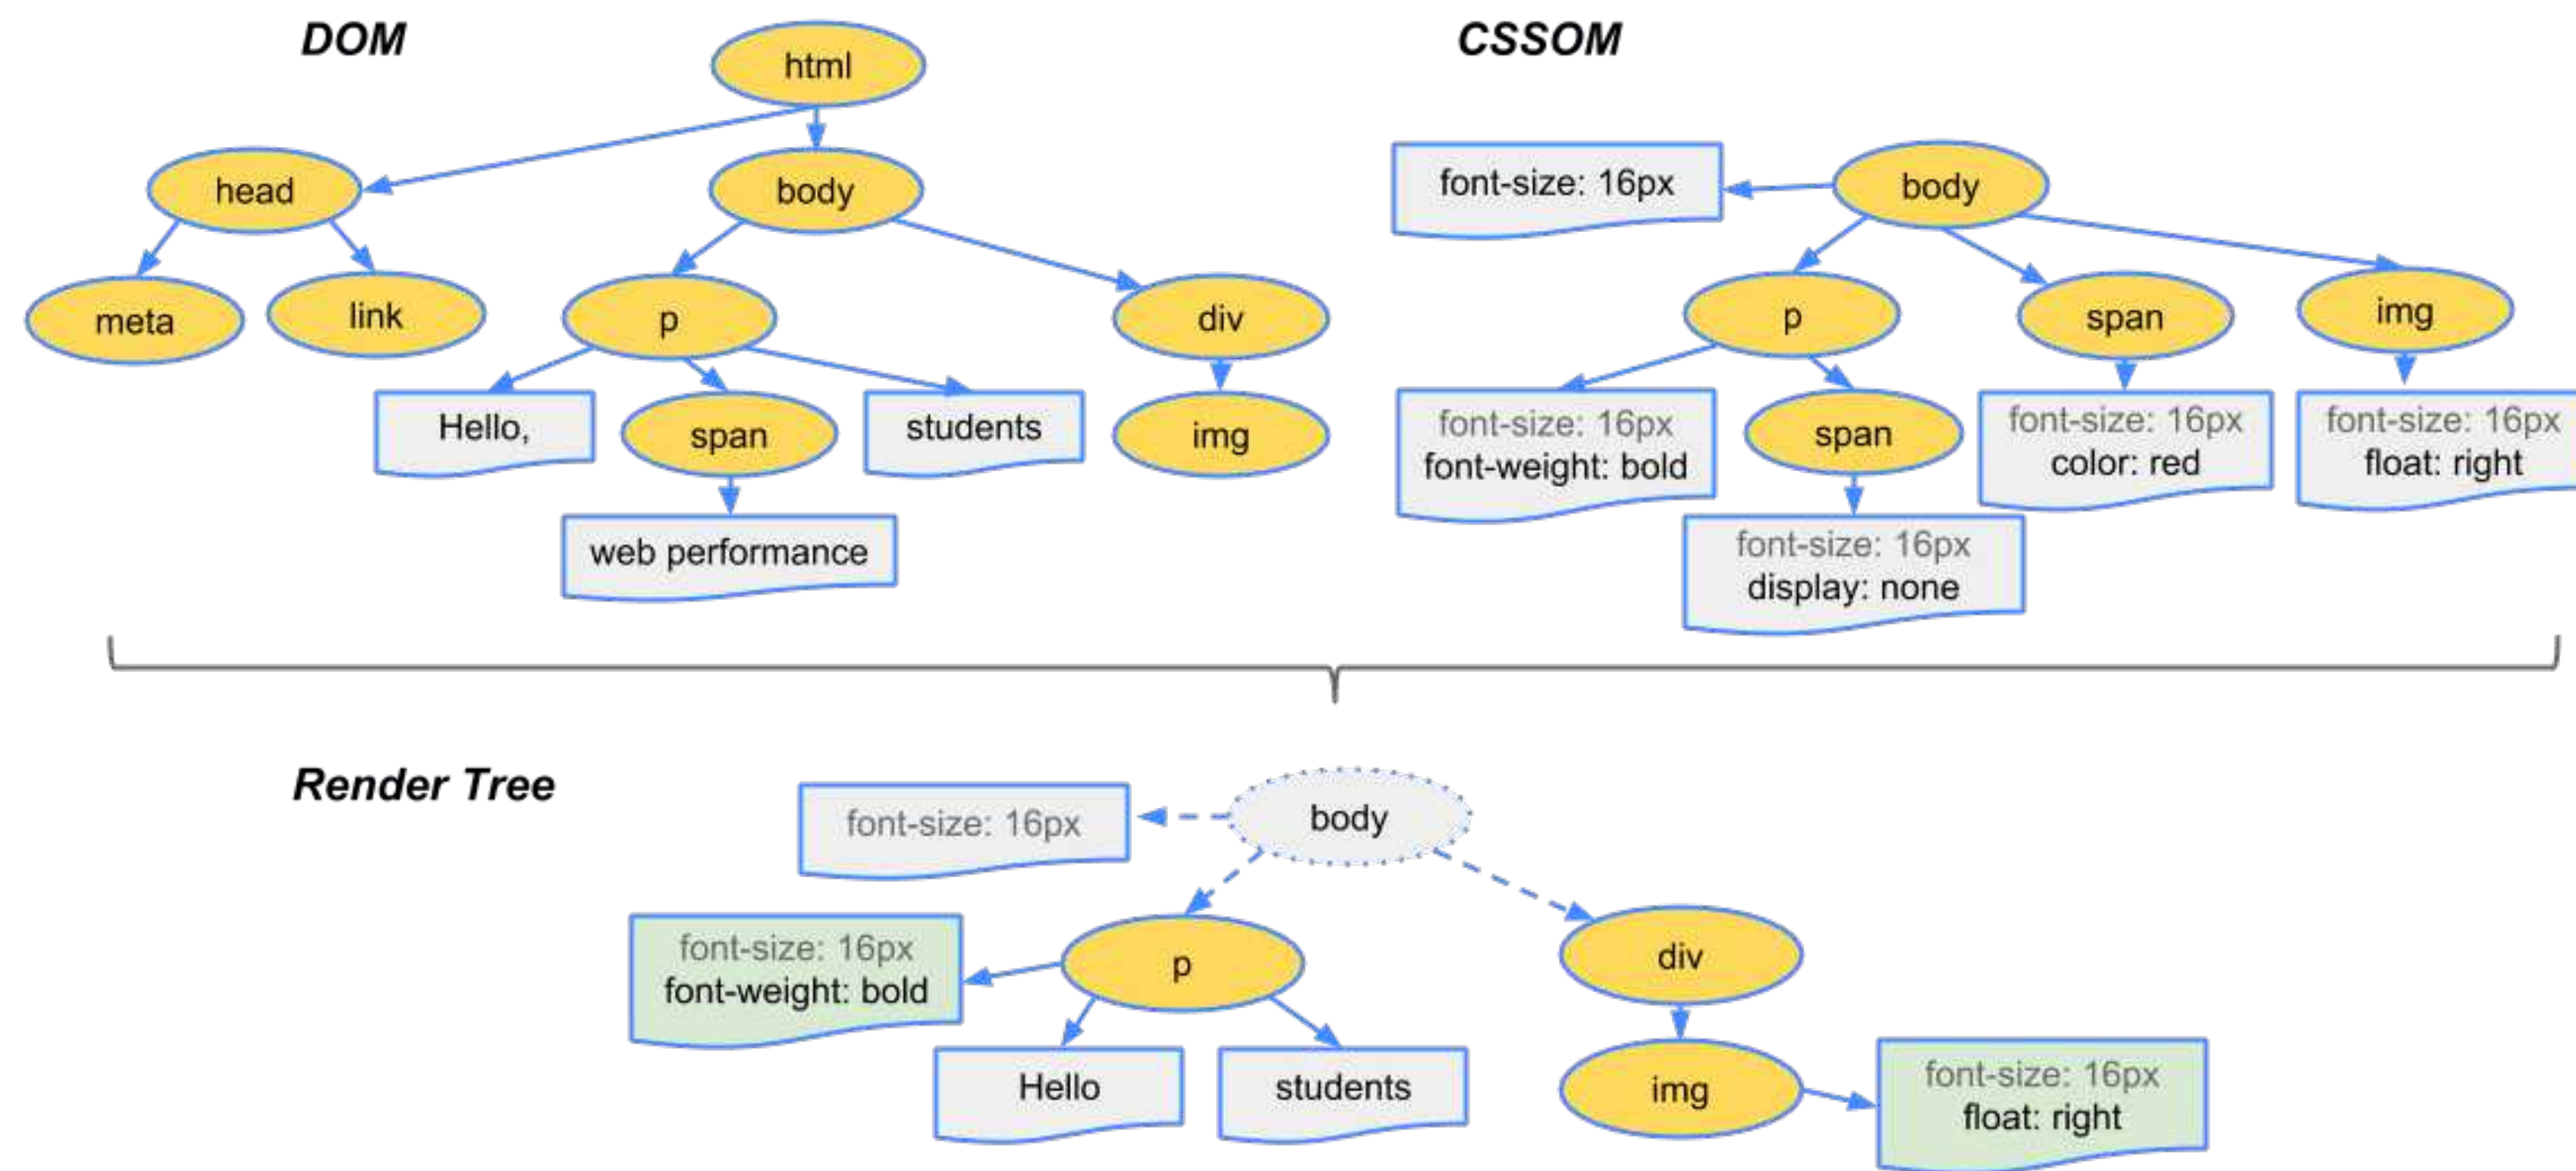 DOM
html
head
body
meta
link
p
div
Hello,
span
students
img
web performance
CSSOM
body
font-size: 16px
p
span
img
font-size: 16px
font-weight: bold
span
font-size: 16px
color: red
font-size: 16px
float: right
font-size: 16px
display: none
Render Tree
font-size: 16px
body
font-size: 16px
font-weight: bold
p
div
Hello
students
img
font-size: 16px
float: right